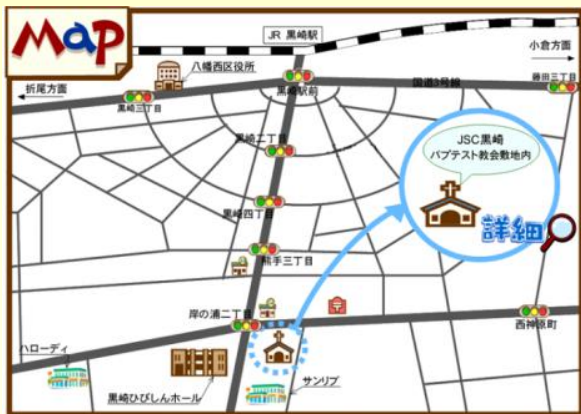 Map
JR 黒崎駅
小倉方面
八幡西区役所
折尾方面
黒崎三丁目
黒崎駅前
国道3号線
藤田三丁目
黒崎二丁目
JSC黒崎
バプテスト教会敷地内
詳細
黒崎四丁目
熊手三丁目
岸の浦二丁目
西神原町
ハローデイ
黒崎ひびしんホール
サンリブ